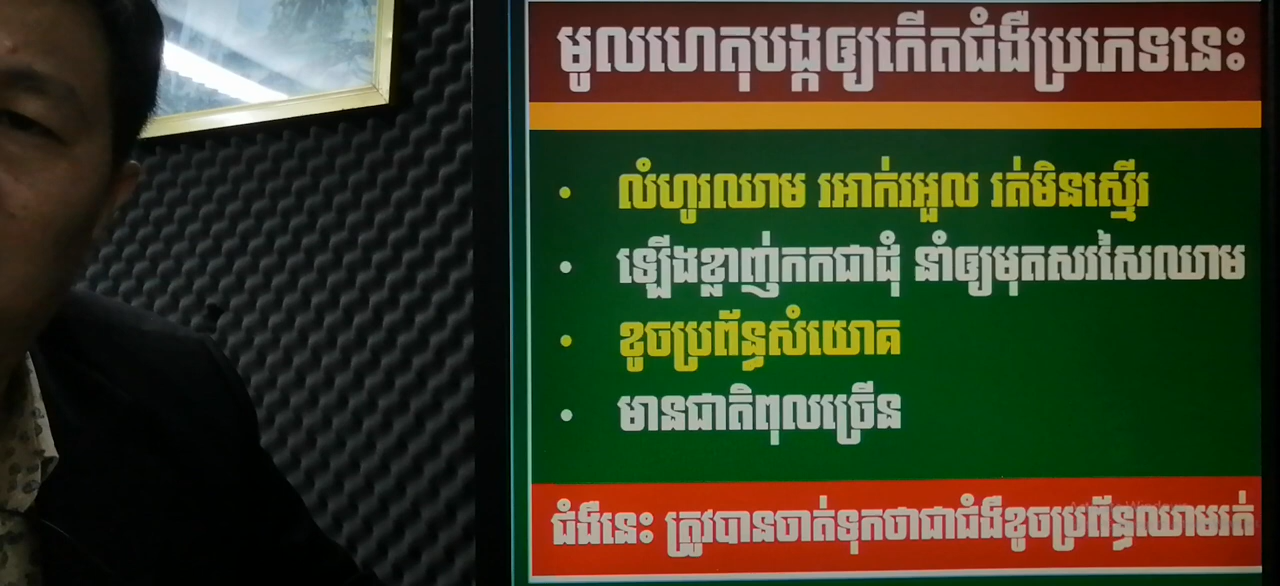 មូលហេតុបង្កឲ្យកើតជំងឺប្រភេទនេះ
• លំហូរឈាម រអាក់រអួល រត់មិនស្មើរ
• ឡើងខ្លាញ់កកជាដុំ នាំឲ្យមុតសរសៃឈាម
• ខូចប្រព័ន្ធសំយោគ
• មានជាតិពុលច្រើន
ជំងឺនេះ ត្រូវបានចាត់ទុកថាជាជំងឺខូចប្រព័ន្ធឈាមរត់